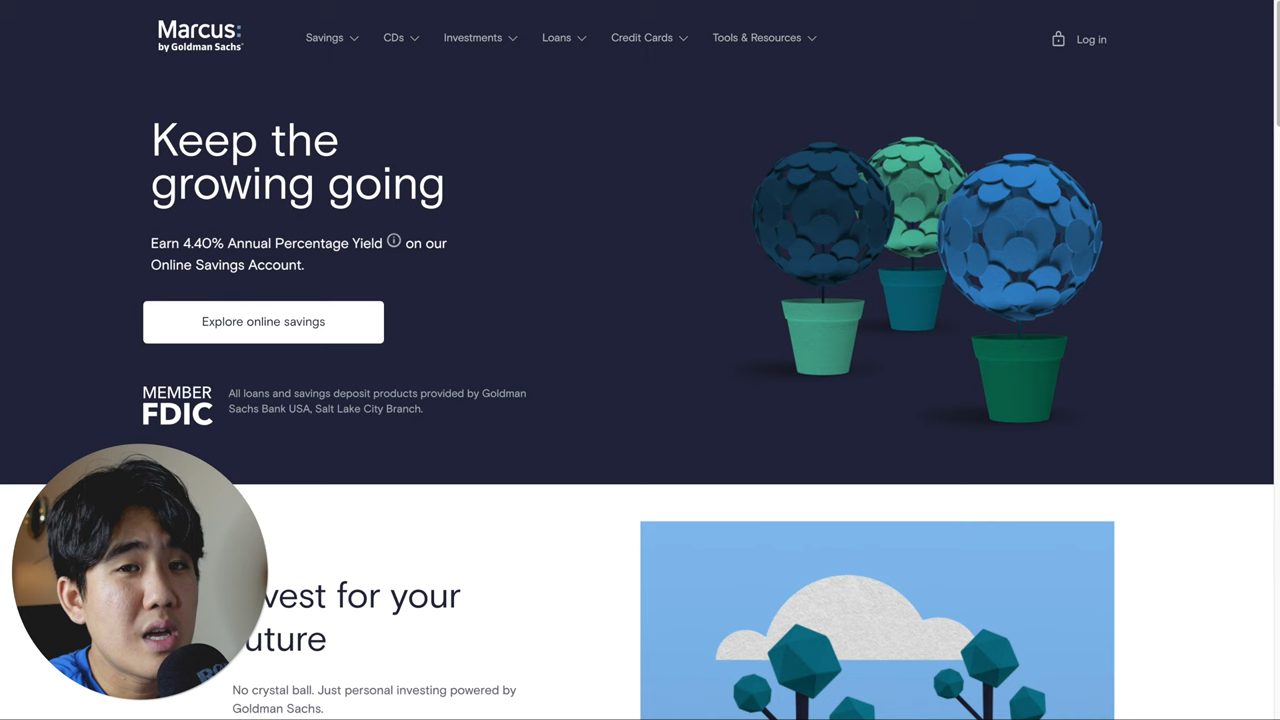 Marcus:
by Goldman Sachs
Savings
CDs
Investments
Loans
Credit Cards
Tools & Resources
Log in
Keep the
growing going
Earn 4.40% Annual Percentage Yield on our
Online Savings Account.
Explore online savings
MEMBER
FDIC
All loans and savings deposit products provided by Goldman
Sachs Bank USA, Salt Lake City Branch.
vest for your
uture
No crystal ball. Just personal investing powered by
Goldman Sachs.